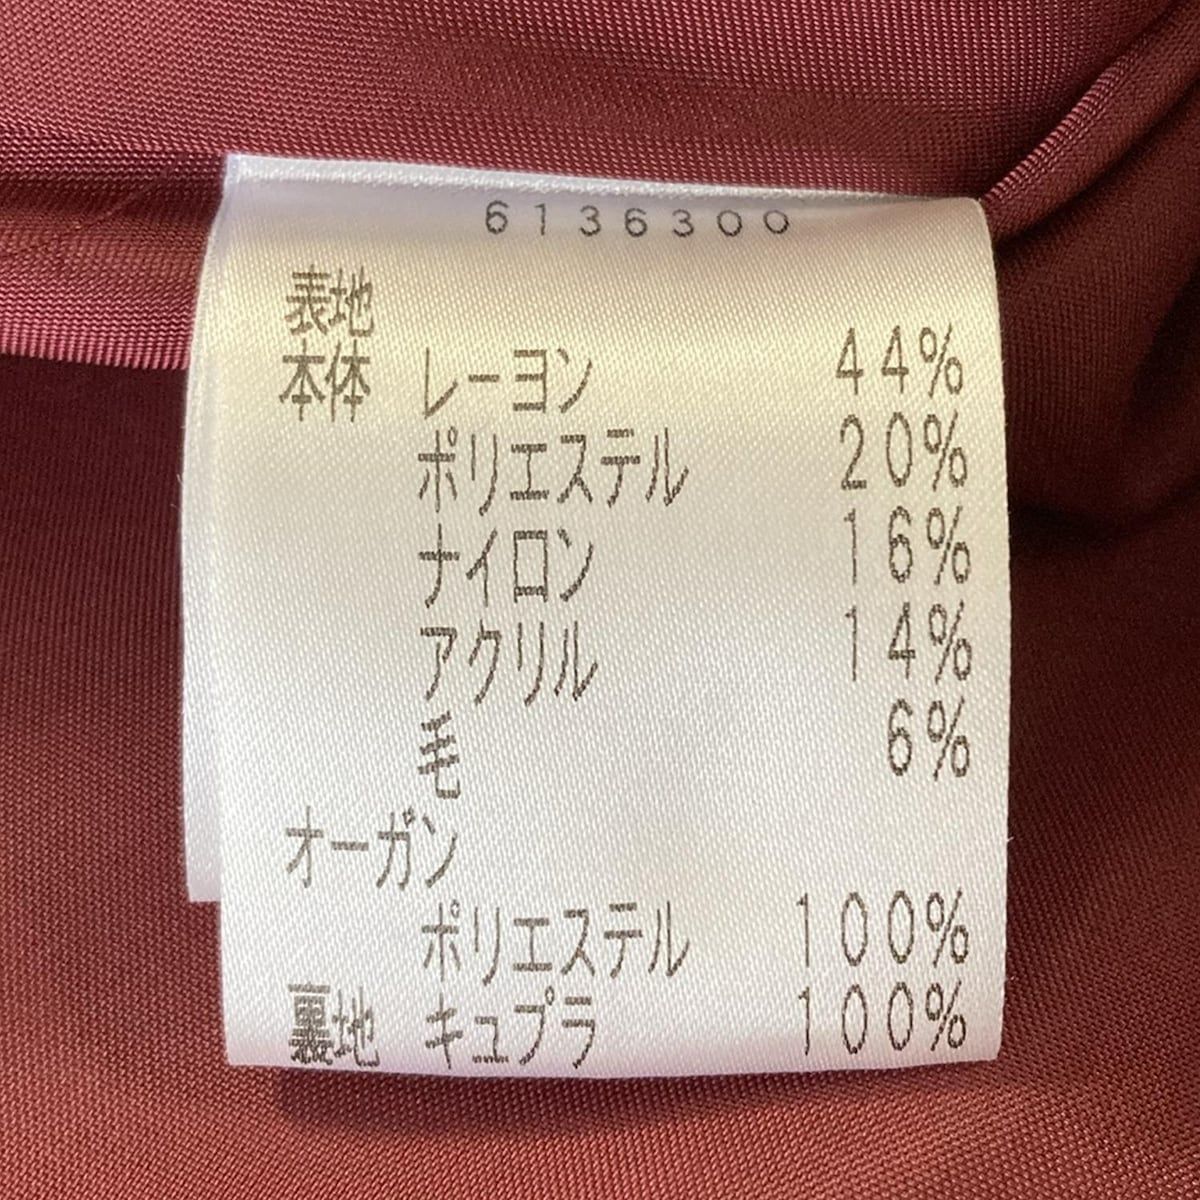 6136300
表地
本体 レーヨン 44%
ポリエステル 20%
ナイロン 16%
アクリル 14%
毛 6%
オーガン
ポリエステル 100%
裏地 キュプラ 100%